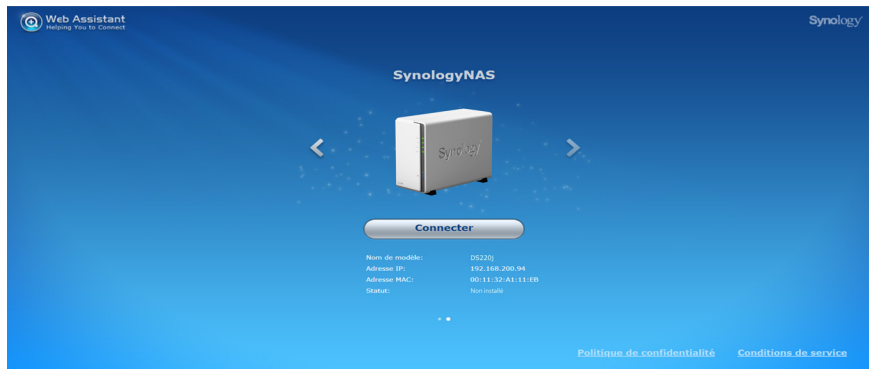 Web Assistant
Helping You to Connect
Synology
SynologyNAS
Synology
Connecter
Nom de modèle: DS220j
Adresse IP: 192.168.200.94
Adresse MAC: 00:11:32:A1:11:EB
Statut: Non installé
Politique de confidentialité Conditions de service